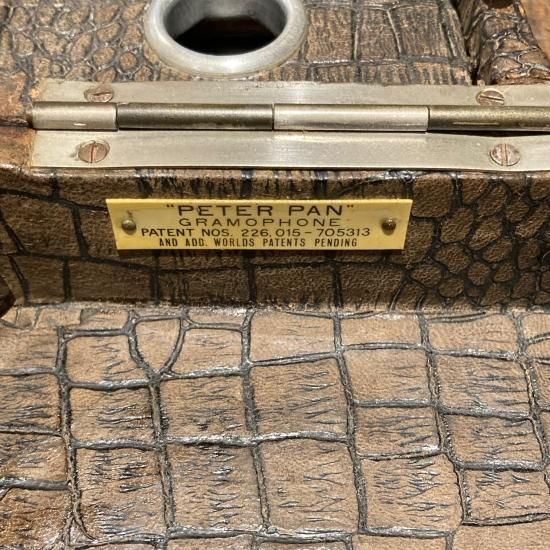 "PETER PAN"
GRAMOPHONE
PATENT NOS. 226,015-705313
AND ADD. WORLDS PATENTS PENDING